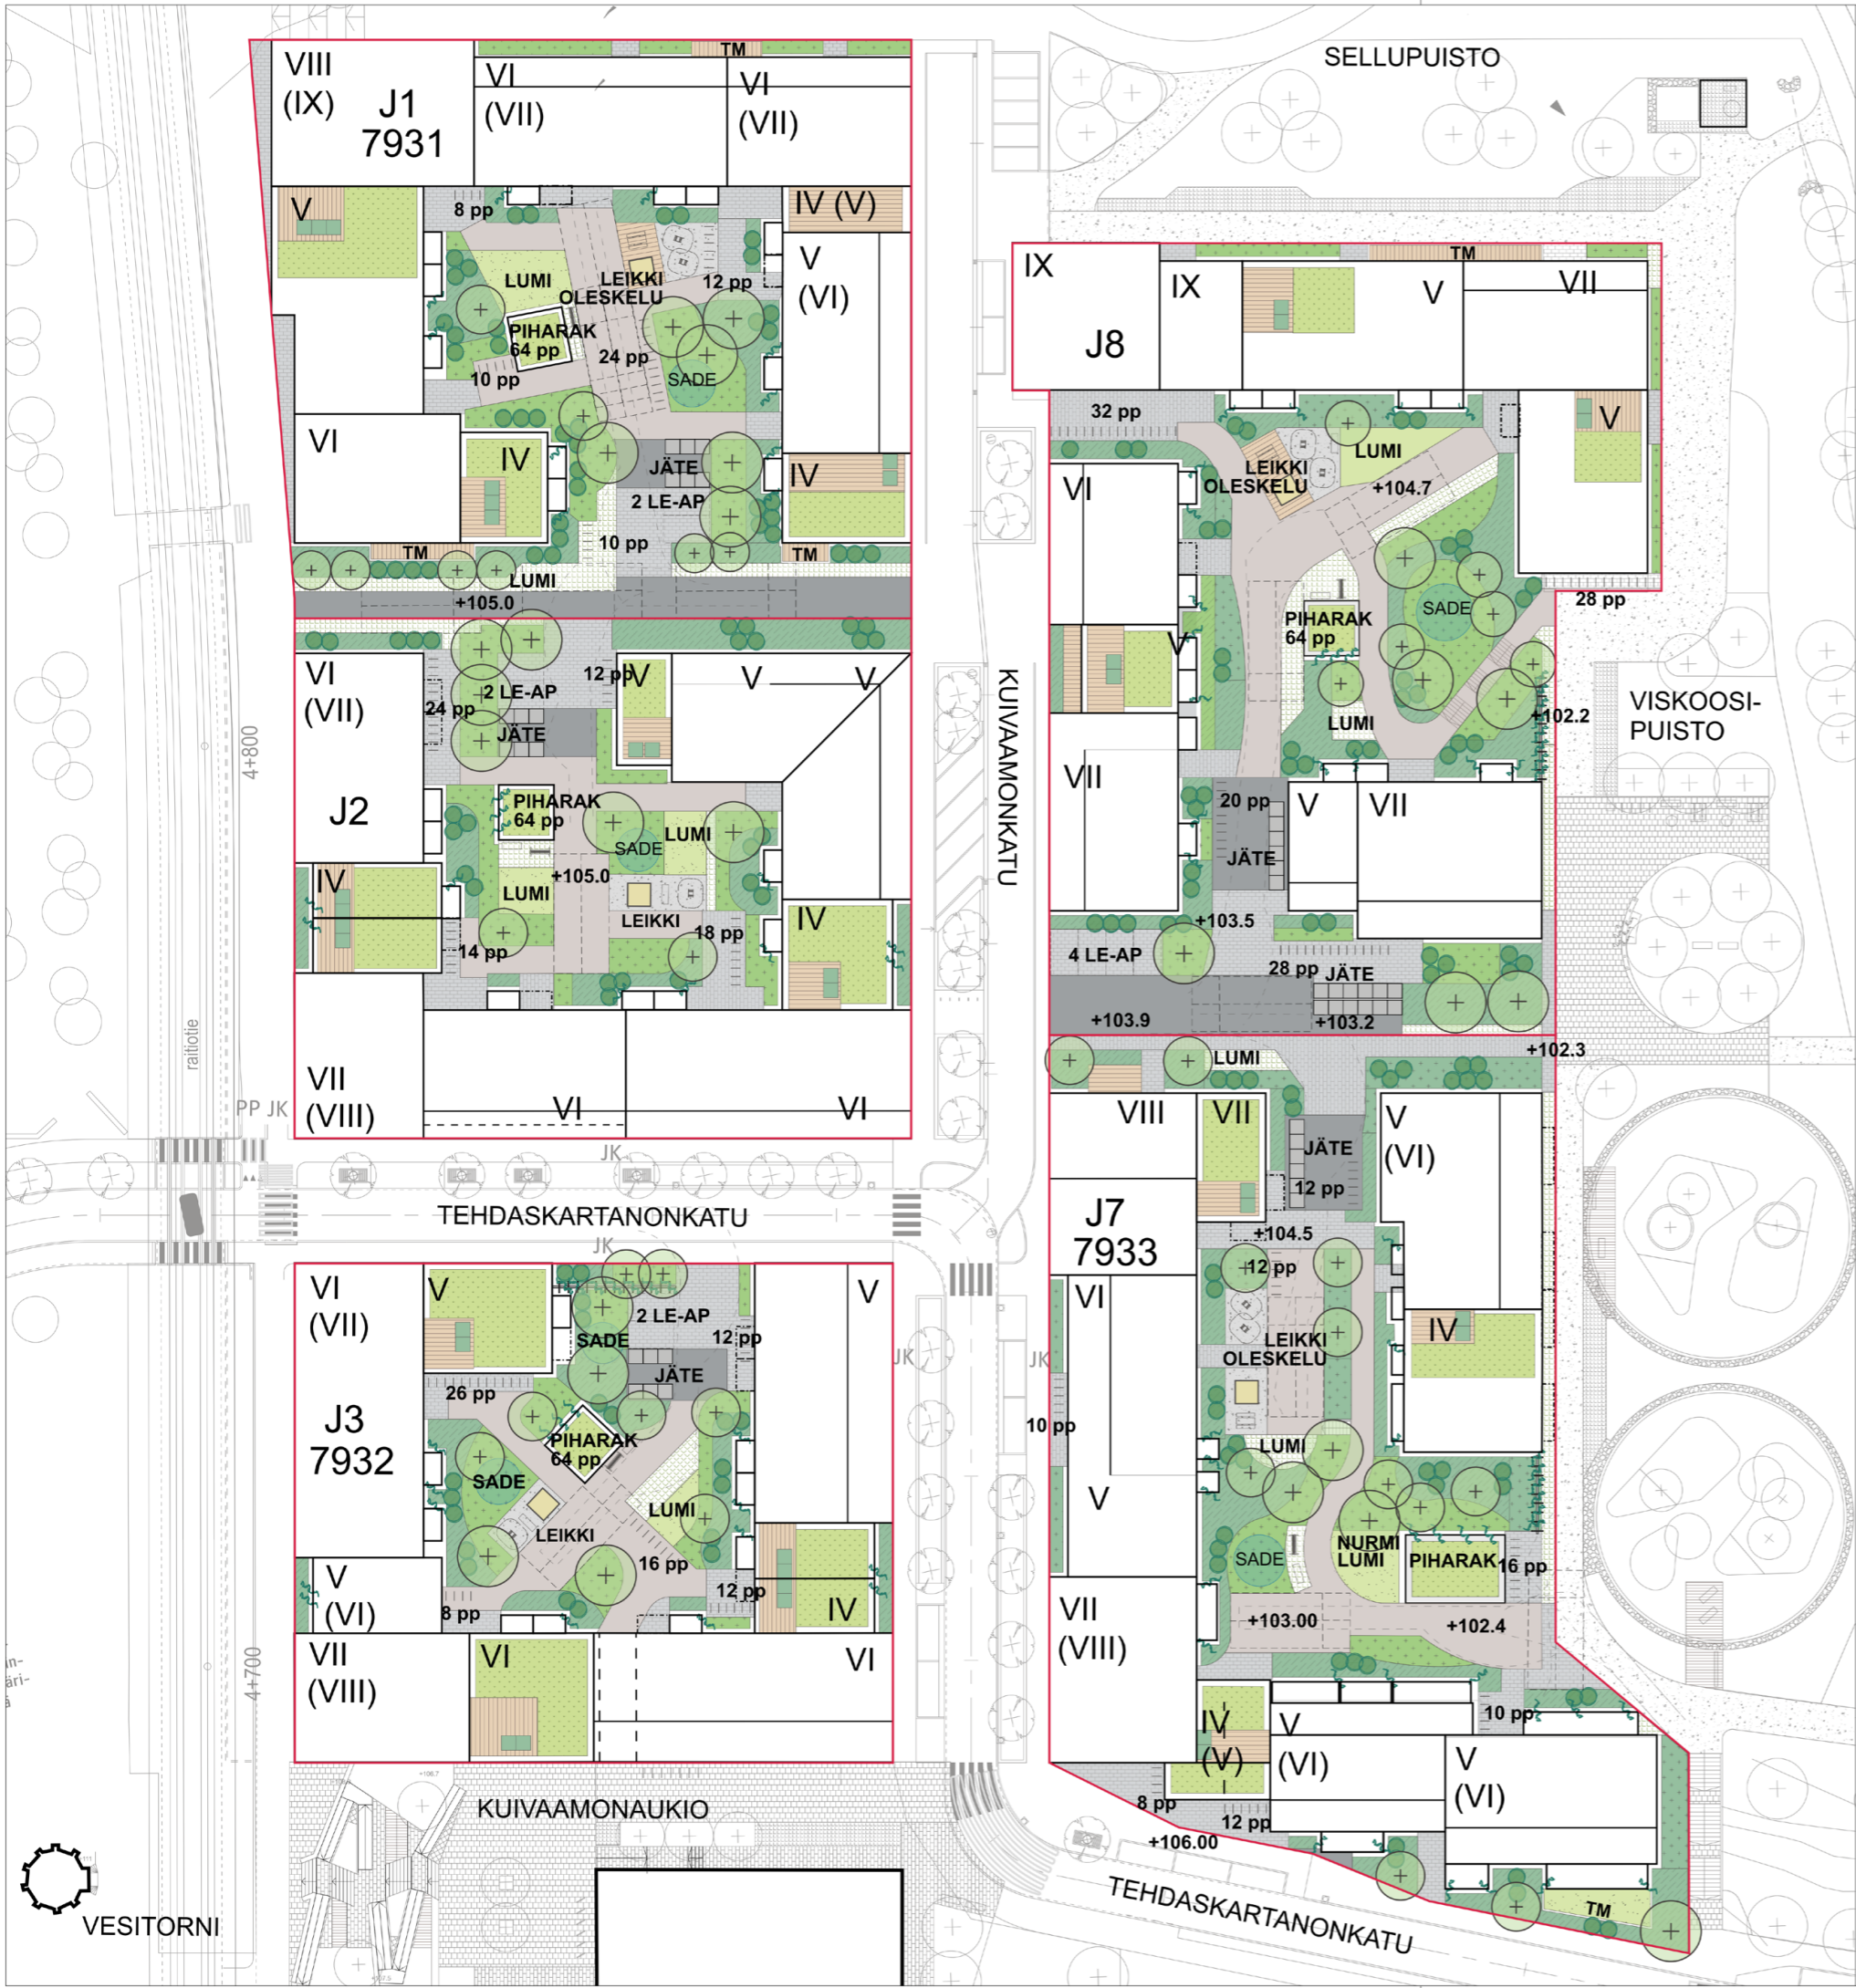 SELLUPUISTO
VIII
(IX)
J1
7931
TM
VI
(VII)
VI
(VII)
V
8 pp
IV (V)
V
(VI)
LUMI
LEIKKI
OLESKELU
12 pp
PIHARAK
64 pp
24 pp
10 pp
SADE
VI
IV
JÄTE
IV
2 LE-AP
10 pp
TM
TM
LUMI
+105.0
VI
(VII)
12 pp
IV
V
V
2 LE-AP
24 pp
JÄTE
J2
PIHARAK
64 pp
LUMI
SADE
+105.0
IV
LUMI
LEIKKI
18 pp
IV
14 pp
VII
(VIII)
VI
VI
4+800
raitiotie
PP JK
JK
KUIVAAMONKATU
TEHDASKARTANONKATU
JK
JK
JK
IX
J8
IX
TM
V
VII
32 pp
V
LUMI
LEIKKI
OLESKELU
+104.7
VI
28 pp
SADE
PIHARAK
64 pp
V
LUMI
+102.2
VISKOOSI-
PUISTO
VII
20 pp
V
VII
JÄTE
+103.5
4 LE-AP
28 pp
JÄTE
+103.9
+103.2
+102.3
LUMI
VIII
VII
V
(VI)
JÄTE
12 pp
J7
7933
+104.5
12 pp
VI
LEIKKI
OLESKELU
IV
10 pp
LUMI
V
NURMI
LUMI
SADE
PIHARAK
16 pp
+103.00
+102.4
VII
(VIII)
10 pp
IV
(V)
V
(VI)
V
(VI)
8 pp
12 pp
+106.00
TM
TEHDASKARTANONKATU
VI
(VII)
V
V
2 LE-AP
SADE
12 pp
JÄTE
26 pp
J3
7932
PIHARAK
64 pp
SADE
LUMI
LEIKKI
16 pp
V
(VI)
12 pp
8 pp
IV
VII
(VIII)
VI
VI
4+700
KUIVAAMONAUKIO
VESITORNI